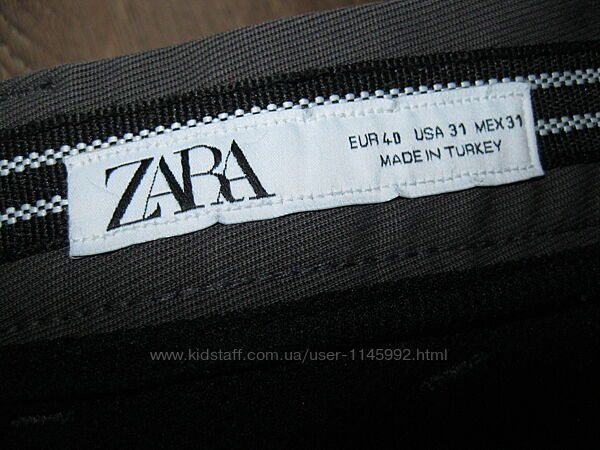 ZARA
EUR 40 USA 31 MEX 31
MADE IN TURKEY
www.kidstaff.com.ua/user-1145992.html